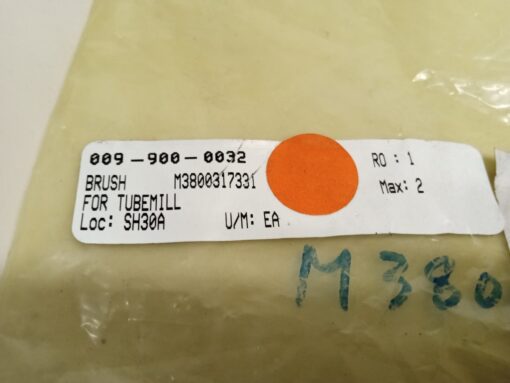 009-900-0032
RO : 1
BRUSH M3800317331
Max: 2
FOR TUBEMILL
Loc: SH30A U/M: EA
M380